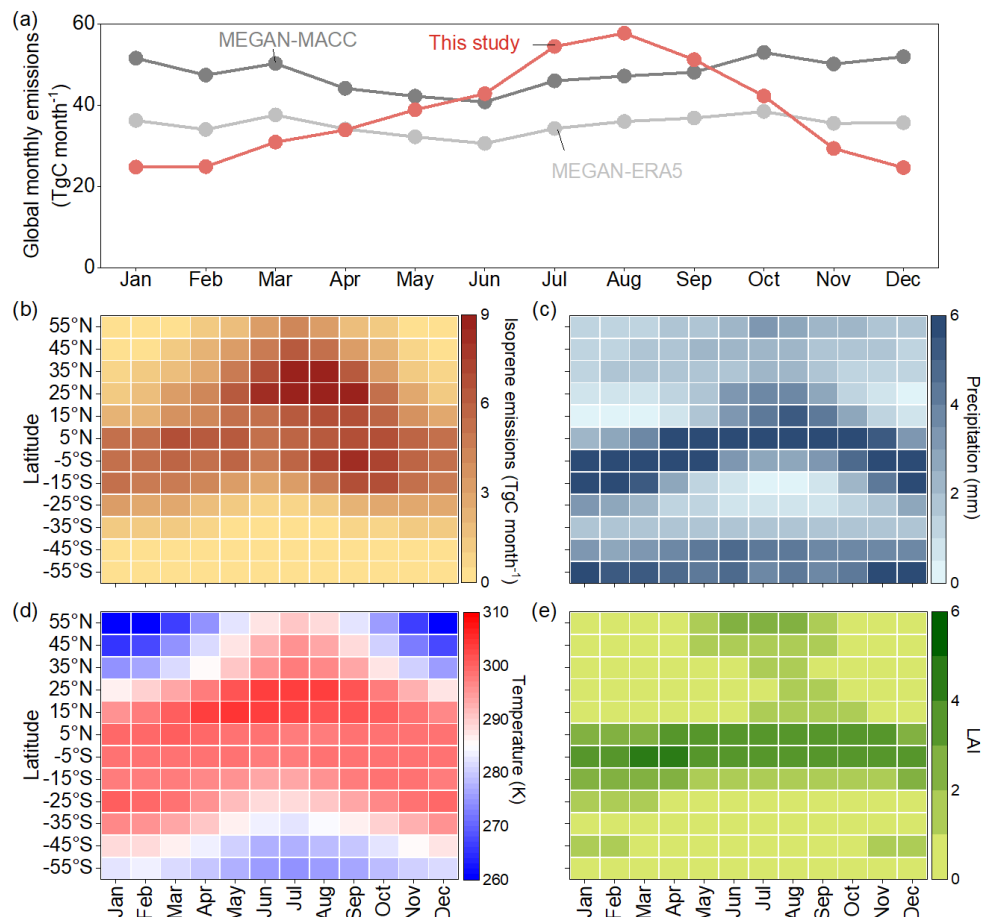 (a)
Global monthly emissions
(TgC month⁻¹)
60
40
20
0
MEGAN-MACC
This study
MEGAN-ERA5
Jan Feb Mar Apr May Jun Jul Aug Sep Oct Nov Dec
(b)
Latitude
55°N
45°N
35°N
25°N
15°N
5°N
-5°S
-15°S
-25°S
-35°S
-45°S
-55°S
9
6
3
0
Isoprene emissions (TgC month⁻¹)
(c)
6
4
2
0
Precipitation (mm)
(d)
Latitude
55°N
45°N
35°N
25°N
15°N
5°N
-5°S
-15°S
-25°S
-35°S
-45°S
-55°S
Jan Feb Mar Apr May Jun Jul Aug Sep Oct Nov Dec
310
300
290
280
270
260
Temperature (K)
(e)
Jan Feb Mar Apr May Jun Jul Aug Sep Oct Nov Dec
6
4
2
0
LAI